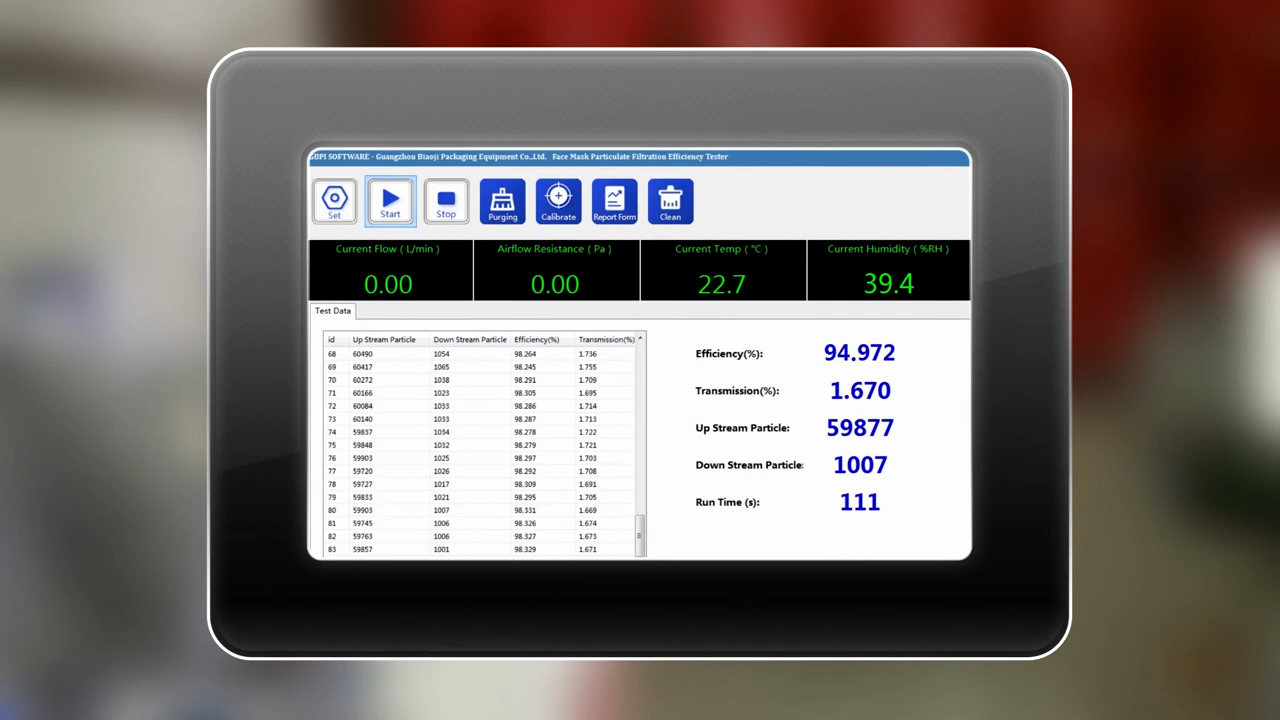 GBPI SOFTWARE - Guangzhou Biaoji Packaging Equipment Co.,Ltd. Face Mask Particulate Filtration Efficiency Tester
Set Start Stop Purging Calibrate Report Form Clean
Current Flow ( L/min ) Airflow Resistance ( Pa ) Current Temp ( °C ) Current Humidity ( %RH )
0.00 0.00 22.7 39.4
Test Data
id Up Stream Particle Down Stream Particle Efficiency(%) Transmission(%)
68 60490 1054 98.264 1.736
69 60417 1065 98.245 1.755
70 60272 1038 98.291 1.709
71 60166 1023 98.305 1.695
72 60084 1033 98.286 1.714
73 60140 1033 98.287 1.713
74 59837 1034 98.278 1.722
75 59848 1032 98.279 1.721
76 59903 1025 98.297 1.703
77 59720 1026 98.292 1.708
78 59727 1017 98.309 1.691
79 59833 1021 98.295 1.705
80 59903 1007 98.331 1.669
81 59745 1006 98.326 1.674
82 59763 1006 98.327 1.673
83 59857 1001 98.329 1.671
Efficiency(%): 94.972
Transmission(%): 1.670
Up Stream Particle: 59877
Down Stream Particle: 1007
Run Time (s): 111